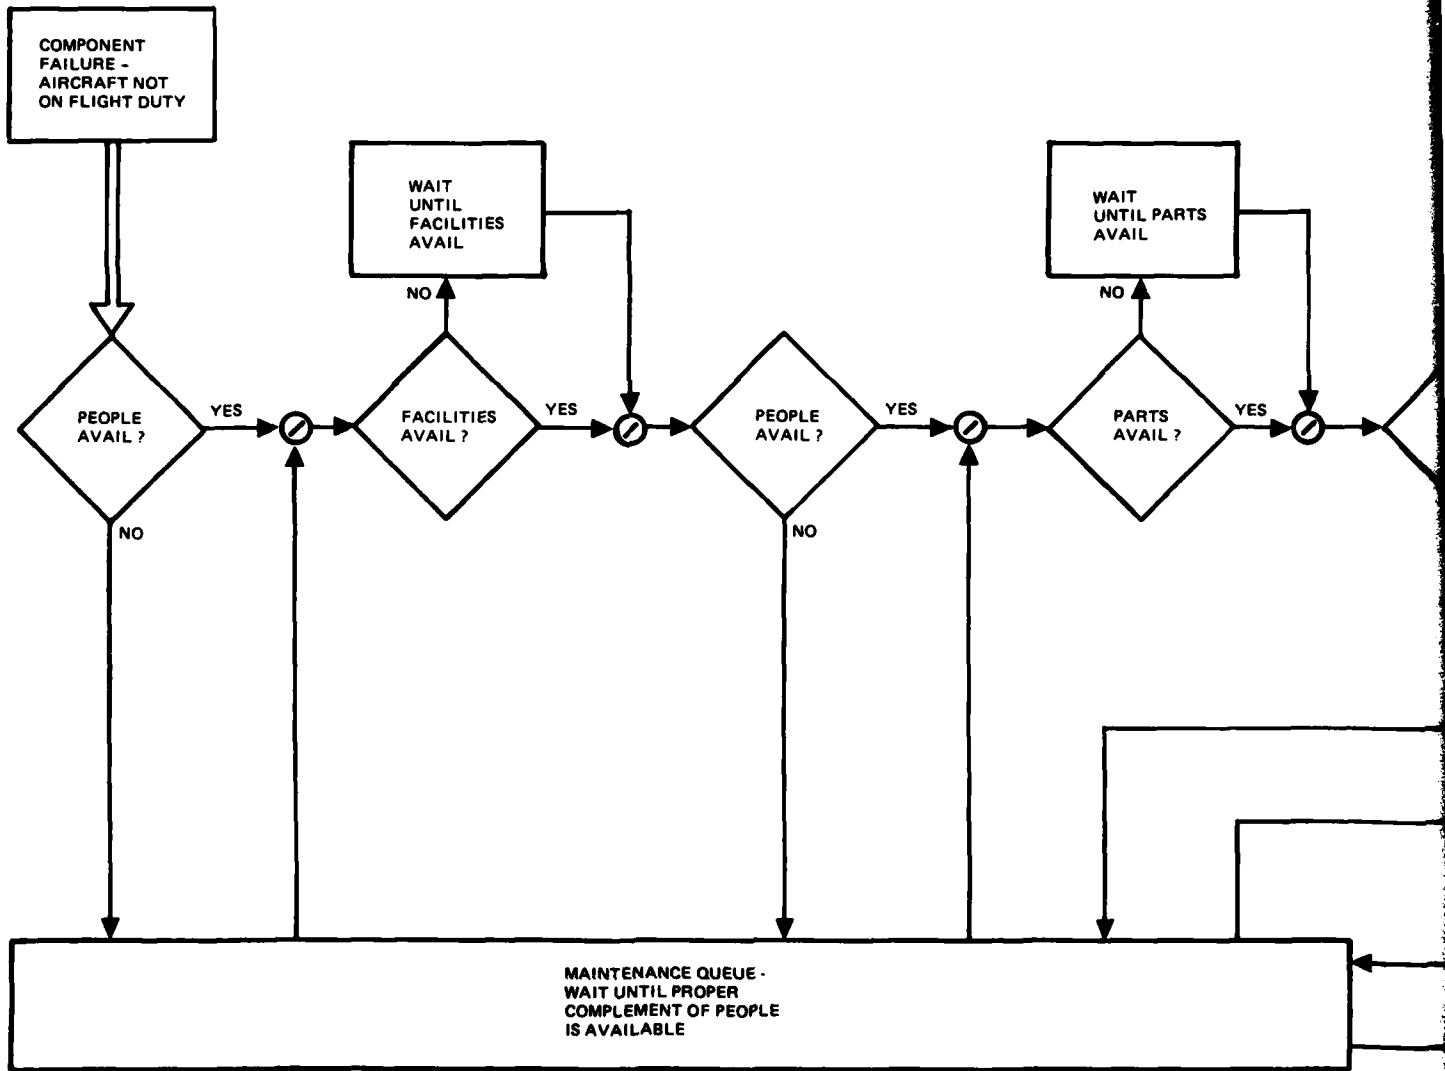 COMPONENT
FAILURE -
AIRCRAFT NOT
ON FLIGHT DUTY
WAIT
UNTIL
FACILITIES
AVAIL
WAIT
UNTIL PARTS
AVAIL
NO
NO
PEOPLE
AVAIL ?
YES
FACILITIES
AVAIL ?
YES
PEOPLE
AVAIL ?
YES
PARTS
AVAIL ?
YES
NO
NO
MAINTENANCE QUEUE -
WAIT UNTIL PROPER
COMPLEMENT OF PEOPLE
IS AVAILABLE